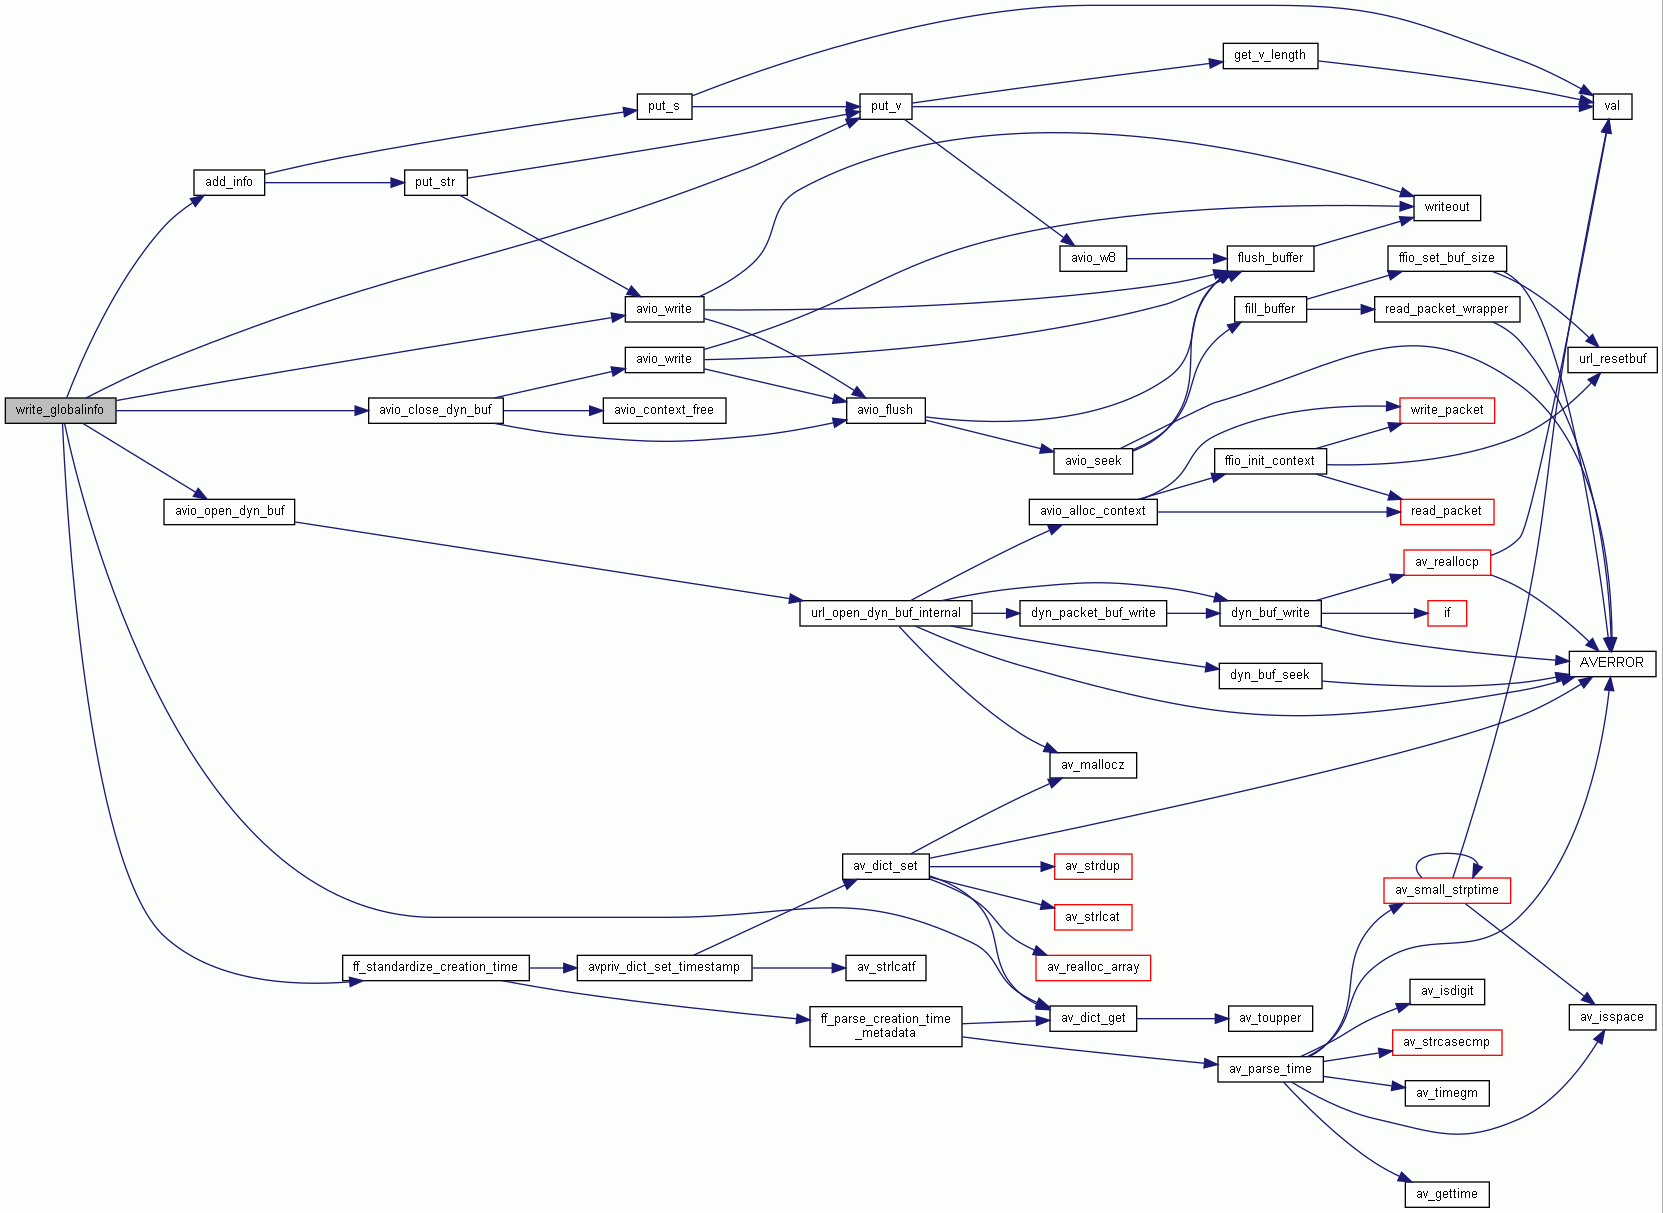 get_v_length
put_s
put_v
val
add_info
put_str
writeout
avio_w8
flush_buffer
ffio_set_buf_size
avio_write
fill_buffer
read_packet_wrapper
avio_write
url_resetbuf
write_globalinfo
avio_close_dyn_buf
avio_context_free
avio_flush
write_packet
avio_seek
ffio_init_context
avio_open_dyn_buf
avio_alloc_context
read_packet
av_reallocp
url_open_dyn_buf_internal
dyn_packet_buf_write
dyn_buf_write
if
AVERROR
dyn_buf_seek
av_mallocz
av_dict_set
av_strdup
av_small_strptime
av_strlcat
ff_standardize_creation_time
avpriv_dict_set_timestamp
av_strlcatf
av_realloc_array
av_isdigit
ff_parse_creation_time
_metadata
av_dict_get
av_toupper
av_isspace
av_strcasecmp
av_parse_time
av_timegm
av_gettime